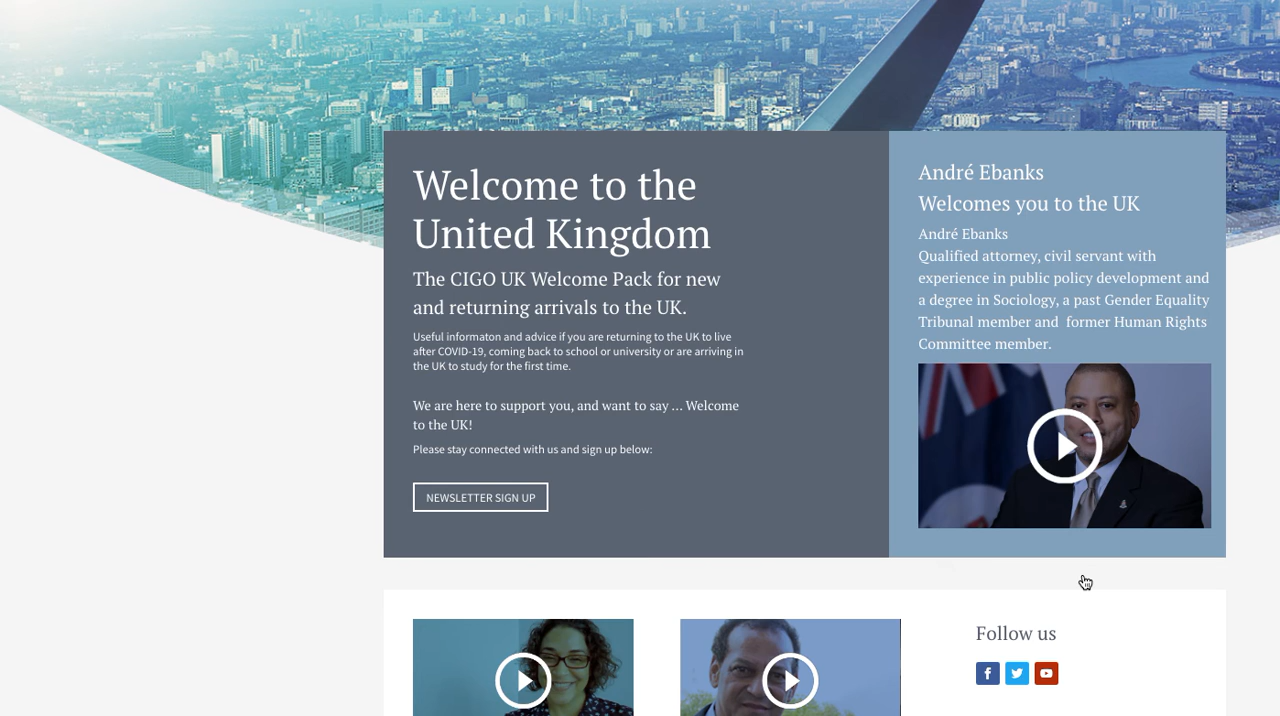 Welcome to the
United Kingdom
The CIGO UK Welcome Pack for new
and returning arrivals to the UK.
Useful informaton and advice if you are returning to the UK to live
after COVID-19, coming back to school or university or are arriving in
the UK to study for the first time.
We are here to support you, and want to say ... Welcome
to the UK!
Please stay connected with us and sign up below:
NEWSLETTER SIGN UP
André Ebanks
Welcomes you to the UK
André Ebanks
Qualified attorney, civil servant with
experience in public policy development and
a degree in Sociology, a past Gender Equality
Tribunal member and former Human Rights
Committee member.
Follow us